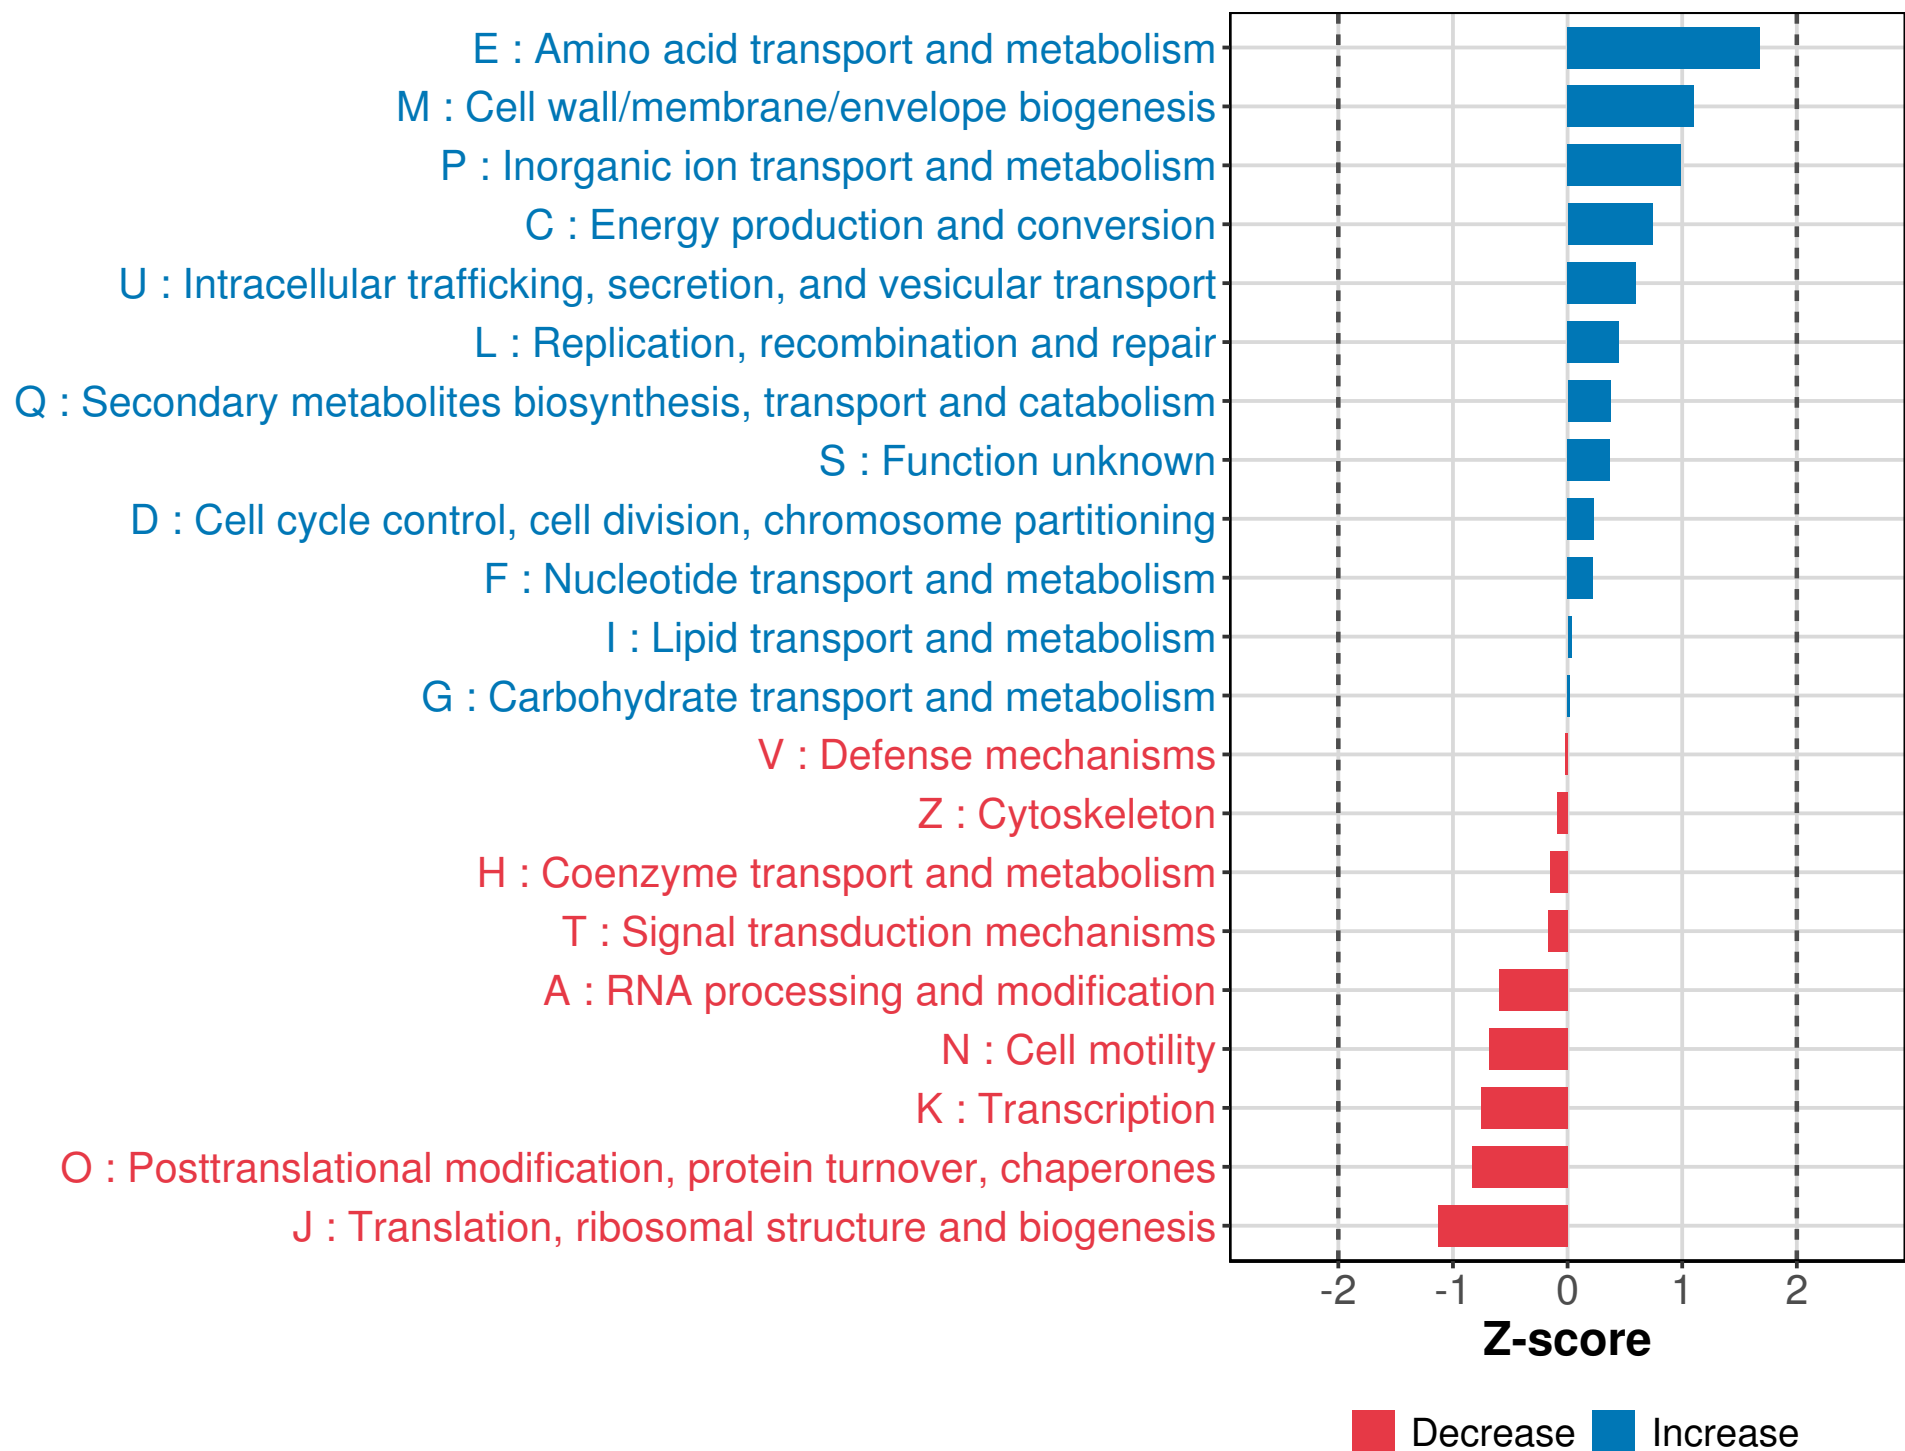 E : Amino acid transport and metabolism
M : Cell wall/membrane/envelope biogenesis
P : Inorganic ion transport and metabolism
C : Energy production and conversion
U : Intracellular trafficking, secretion, and vesicular transport
L : Replication, recombination and repair
Q : Secondary metabolites biosynthesis, transport and catabolism
S : Function unknown
D : Cell cycle control, cell division, chromosome partitioning
F : Nucleotide transport and metabolism
I : Lipid transport and metabolism
G : Carbohydrate transport and metabolism
V : Defense mechanisms
Z : Cytoskeleton
H : Coenzyme transport and metabolism
T : Signal transduction mechanisms
A : RNA processing and modification
N : Cell motility
K : Transcription
O : Posttranslational modification, protein turnover, chaperones
J : Translation, ribosomal structure and biogenesis
-2 -1 0 1 2
Z-score
Decrease Increase